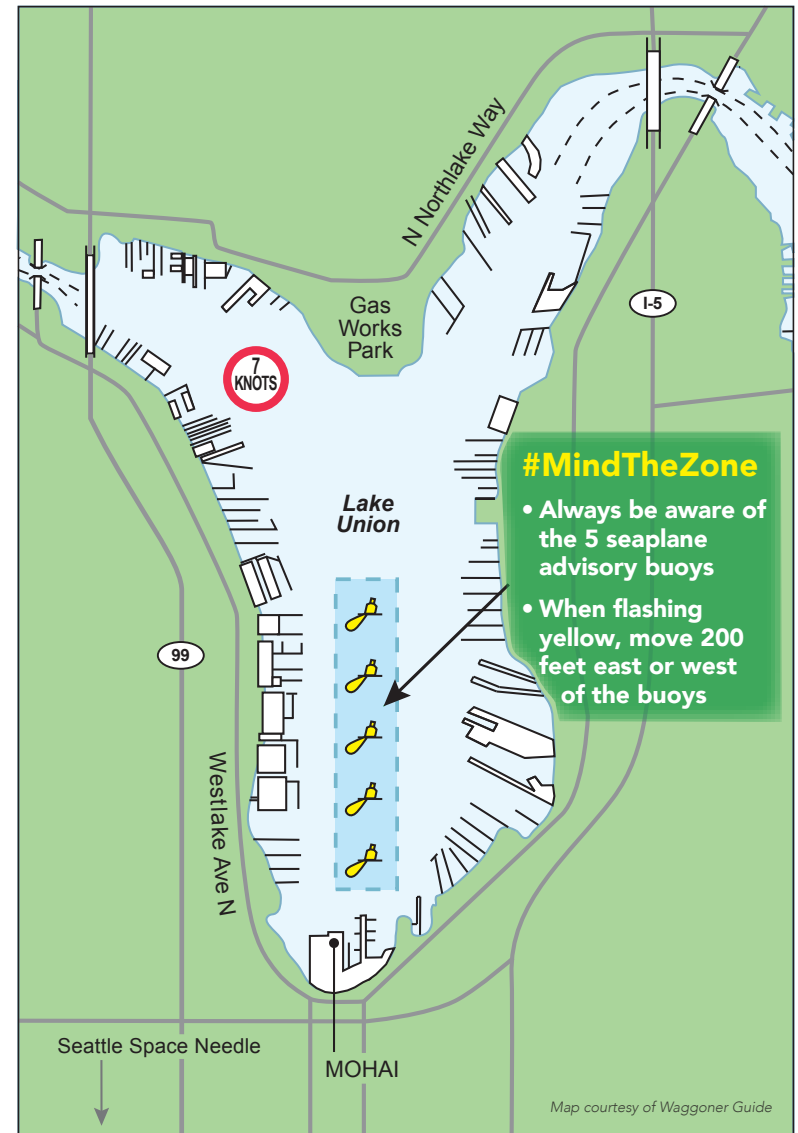 N Northlake Way
Gas
Works
Park
I-5
7
KNOTS
#MindTheZone
• Always be aware of
the 5 seaplane
advisory buoys
• When flashing
yellow, move 200
feet east or west
of the buoys
Lake
Union
99
Westlake Ave N
Seattle Space Needle
MOHAI
Map courtesy of Waggoner Guide